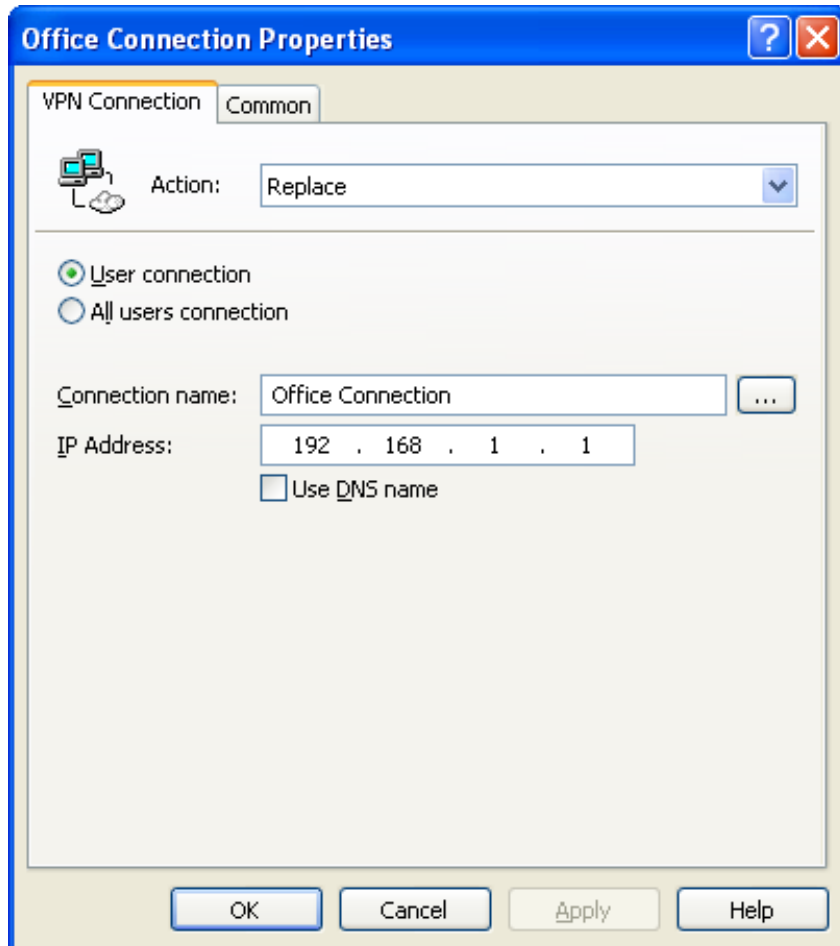 Office Connection Properties
VPN Connection Common
Action: Replace
User connection
All users connection
Connection name: Office Connection ...
IP Address: 192 . 168 . 1 . 1
Use DNS name
OK Cancel Apply Help